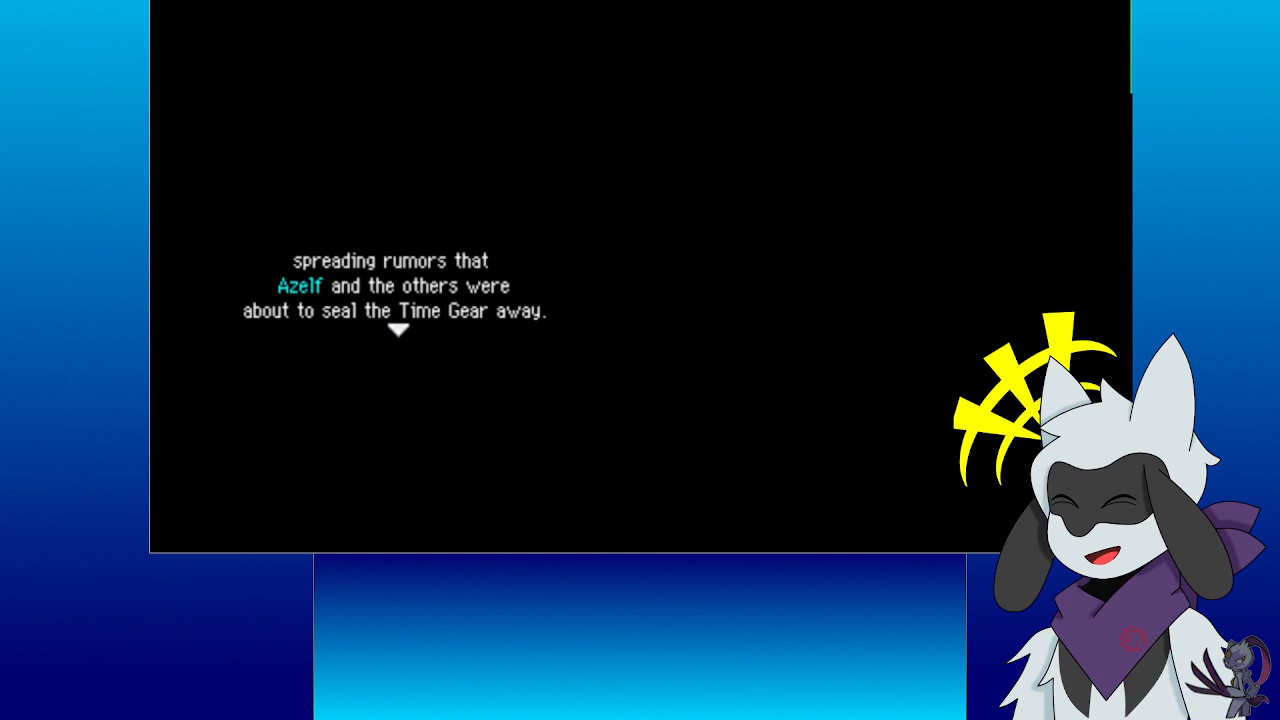 spreading rumors that
Azelf and the others were
about to seal the Time Gear away.